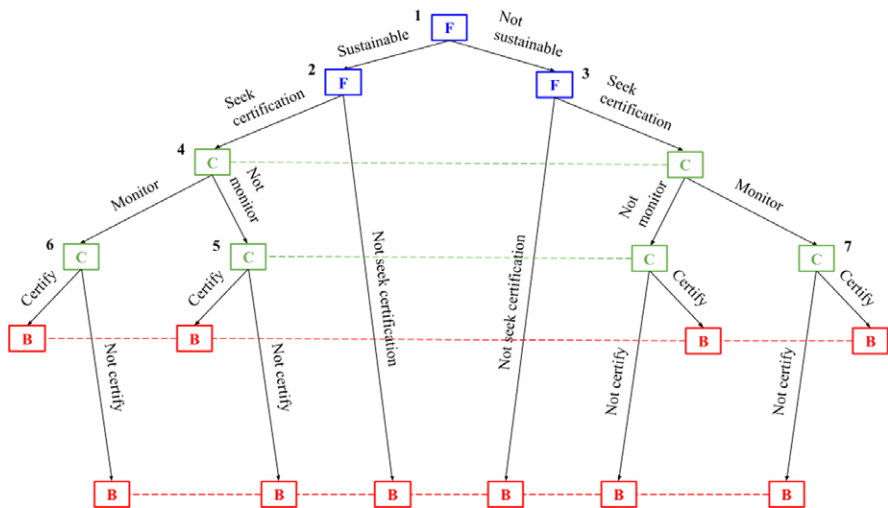 1
F
Sustainable
Not
sustainable
2
F
3
F
Seek
certification
Seek
certification
4
C
C
Monitor
Not
monitor
Not
monitor
Monitor
6
C
5
C
C
7
C
Certify
Certify
Certify
Certify
Not seek certification
Not seek certification
B
B
B
B
Not certify
Not certify
Not certify
Not certify
B
B
B
B
B
B